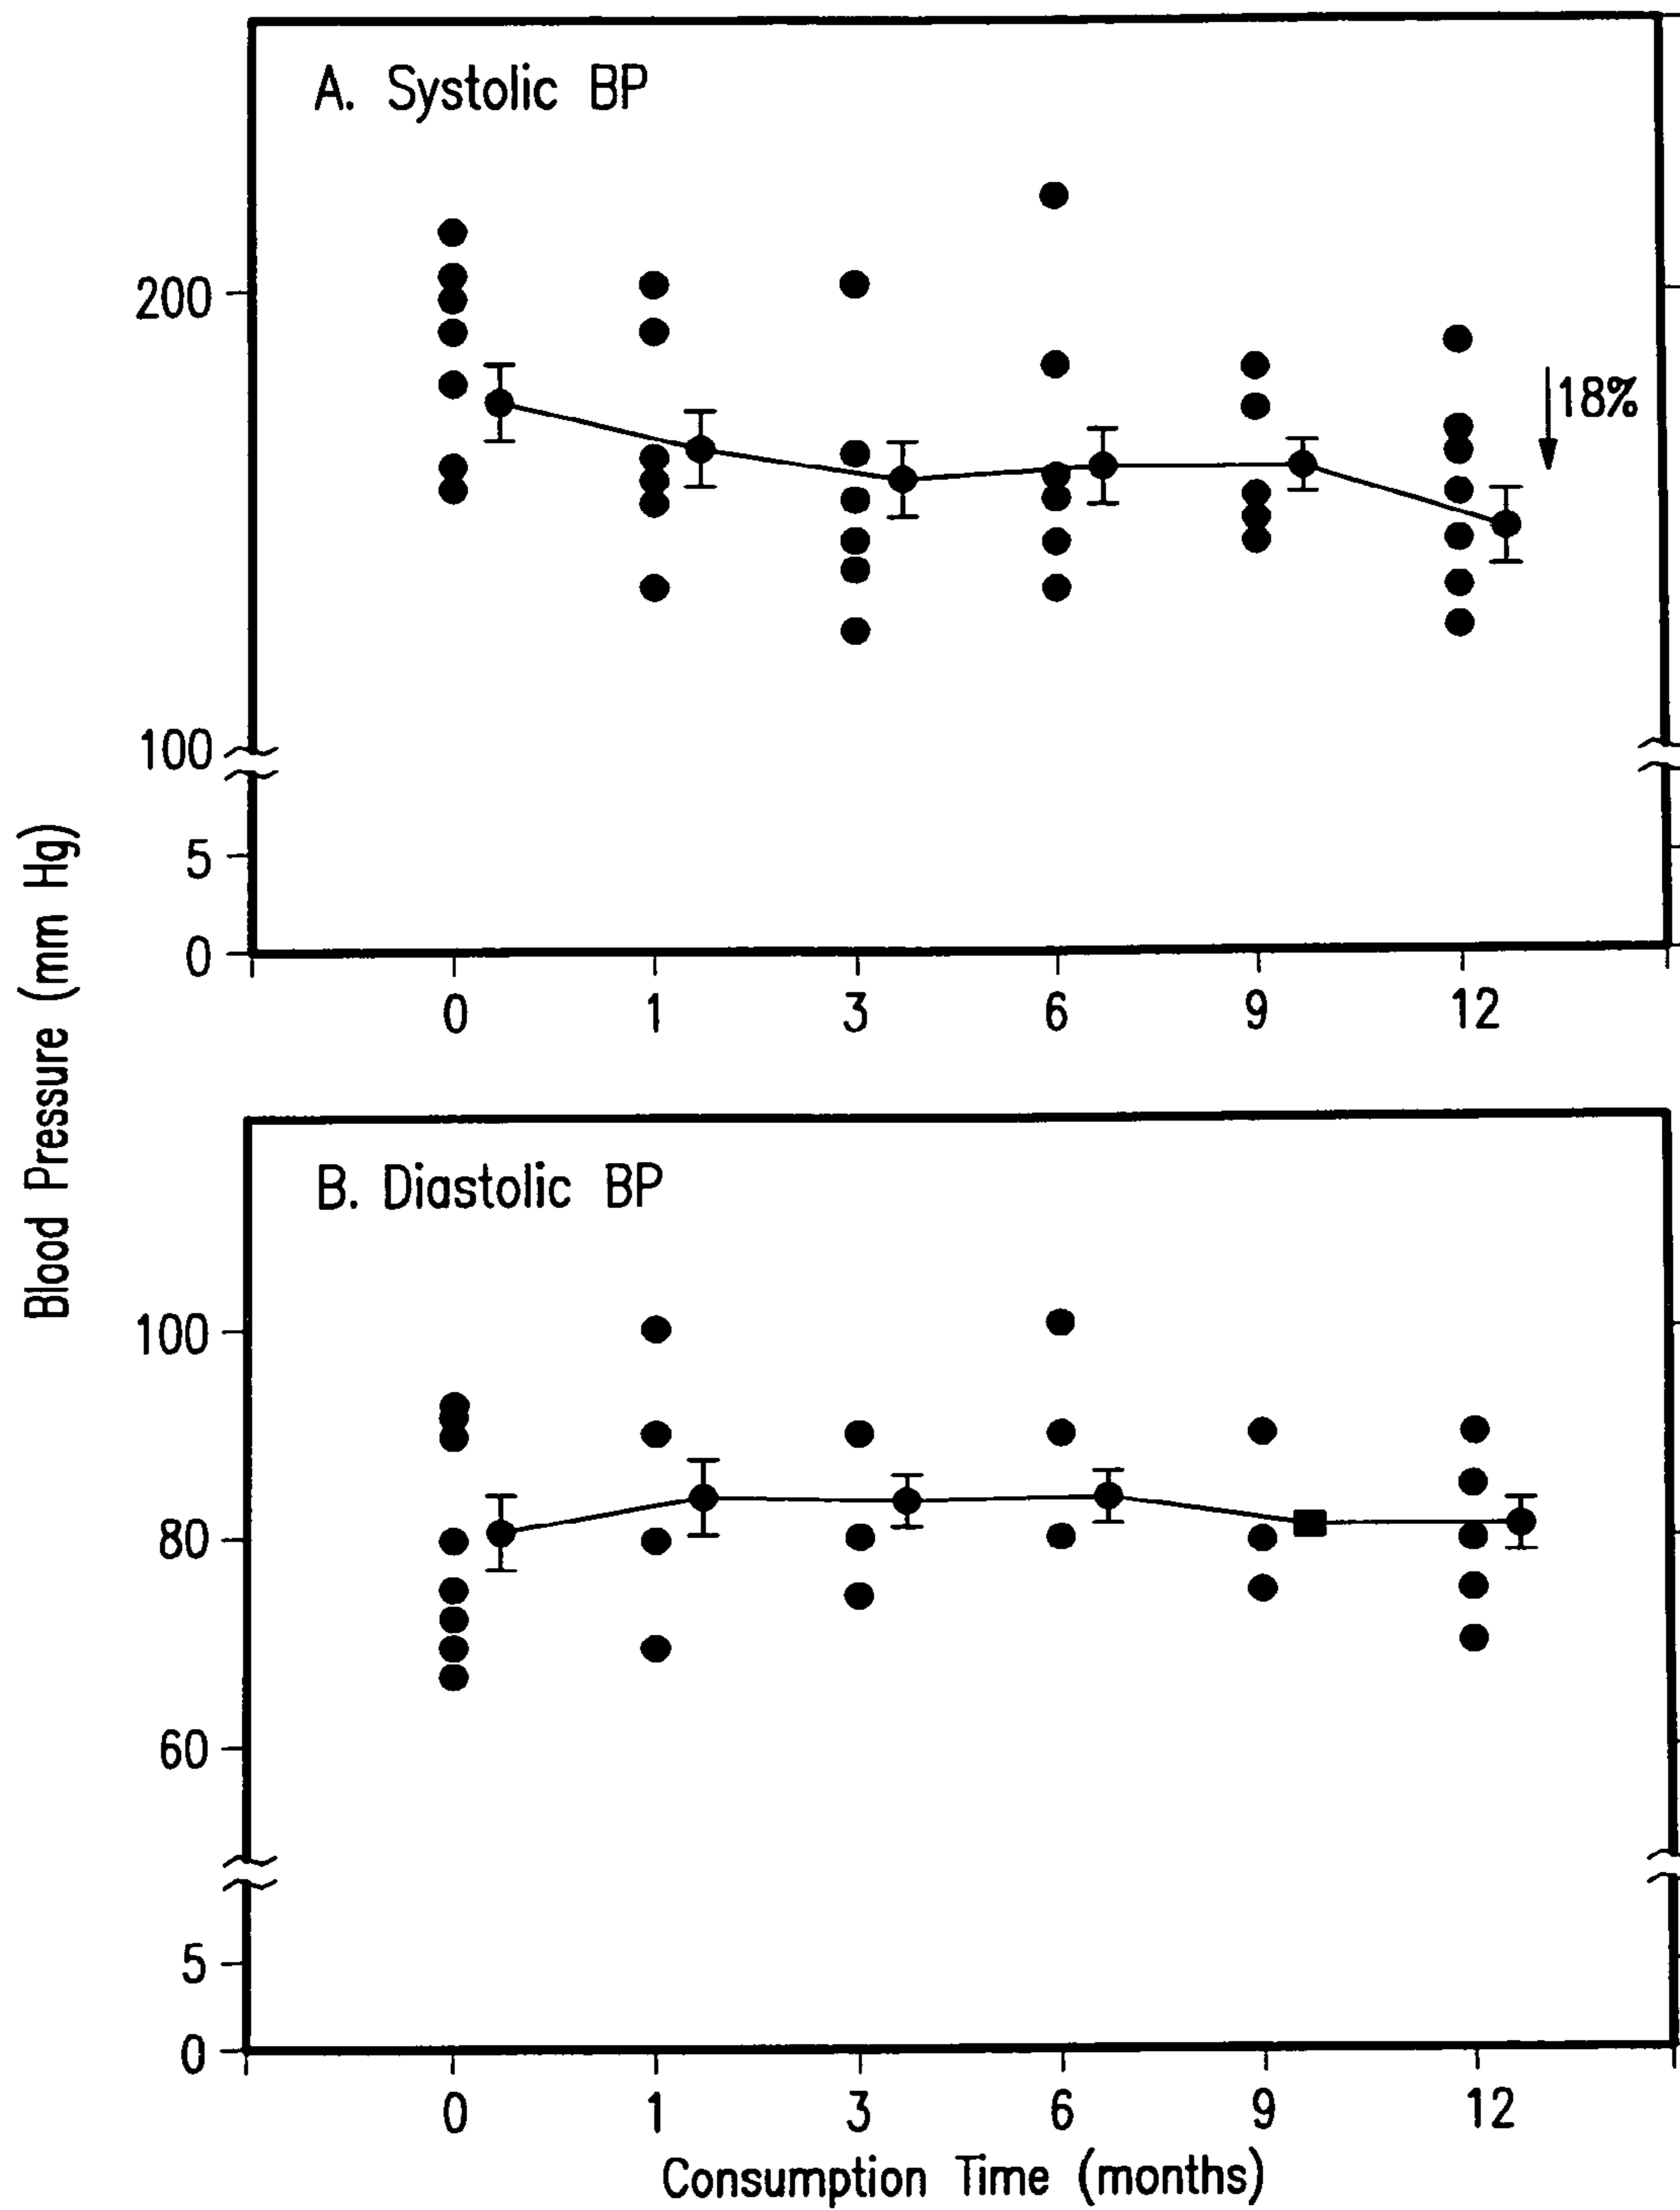 A. Systolic BP
200
18%
100
5
0
0 1 3 6 9 12
Blood Pressure (mm Hg)
B. Diastolic BP
100
80
60
5
0
0 1 3 6 9 12
Consumption Time (months)